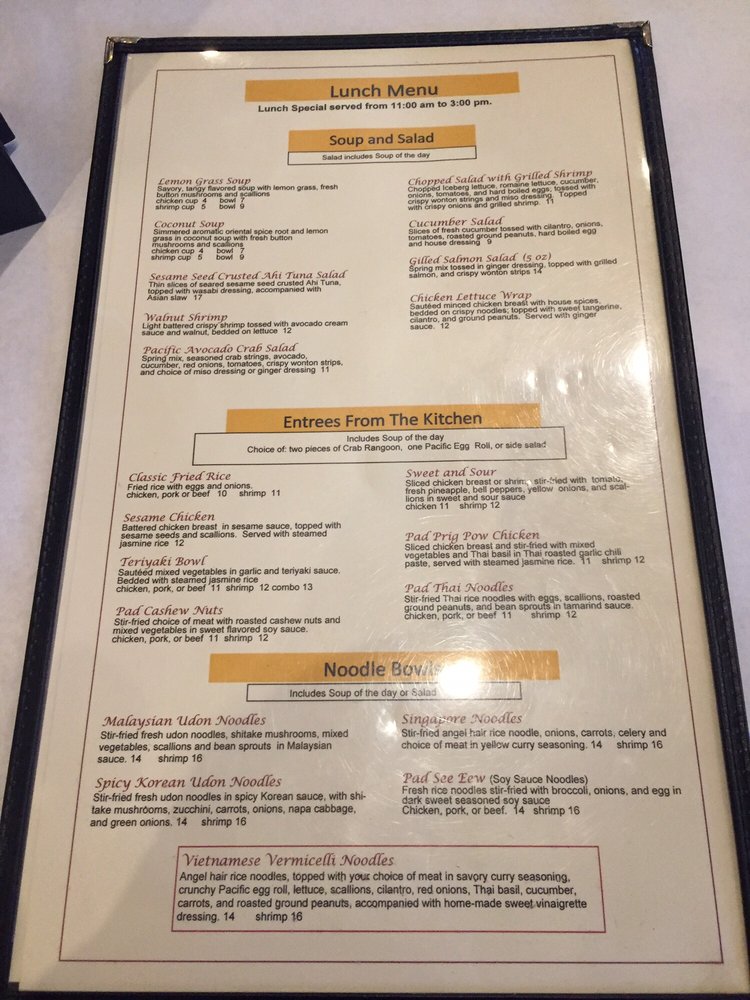 Lunch Menu
Lunch Special served from 11:00 am to 3:00 pm.
Soup and Salad
Salad includes Soup of the day
Lemon Grass Soup
Savory, tangy flavored soup with lemon grass, fresh
button mushrooms and scallions
chicken cup 4 bowl 7
shrimp cup 5 bowl 9
Coconut Soup
Simmered aromatic oriental spice root and lemon
grass in coconut soup with fresh button
mushrooms and scallions
chicken cup 4 bowl 7
shrimp cup 5 bowl 9
Sesame Seed Crusted Ahi Tuna Salad
Thin slices of seared sesame seed crusted Ahi Tuna,
topped with wasabi dressing, accompanied with
Asian slaw 17
Walnut Shrimp
Light battered crispy shrimp tossed with avocado cream
sauce and walnut, bedded on lettuce 12
Pacific Avocado Crab Salad
Spring mix, seasoned crab strings, avocado,
cucumber, red onions, tomatoes, crispy wonton strips,
and choice of miso dressing or ginger dressing 11
Chopped Salad with Grilled Shrimp
Chopped Iceberg lettuce, romaine lettuce, cucumber,
onions, tomatoes, and hard boiled eggs, tossed with
crispy wonton strings and miso dressing. Topped
with crispy onions and grilled shrimp. 11
Cucumber Salad
Slices of fresh cucumber tossed with cilantro, onions,
tomatoes, roasted ground peanuts, hard boiled egg
and house dressing 9
Gilled Salmon Salad (5 oz)
Spring mix tossed in ginger dressing, topped with grilled
salmon, and crispy wonton strips 14
Chicken Lettuce Wrap
Sautéed minced chicken breast with house spices,
bedded on crispy noodles; topped with sweet tangerine,
cilantro, and ground peanuts. Served with ginger
sauce. 12
Entrees From The Kitchen
Includes Soup of the day
Choice of: two pieces of Crab Rangoon, one Pacific Egg Roll, or side salad
Classic Fried Rice
Fried rice with eggs and onions.
chicken, pork or beef 10 shrimp 11
Sesame Chicken
Battered chicken breast in sesame sauce, topped with
sesame seeds and scallions. Served with steamed
jasmine rice 12
Teriyaki Bowl
Sautéed mixed vegetables in garlic and teriyaki sauce.
Bedded with steamed jasmine rice
chicken, pork, or beef 11 shrimp 12 combo 13
Pad Cashew Nuts
Stir-fried choice of meat with roasted cashew nuts and
mixed vegetables in sweet flavored soy sauce.
chicken, pork, or beef 11 shrimp 12
Sweet and Sour
Sliced chicken breast or shrimp stir-fried with tomato,
fresh pineapple, bell peppers, yellow onions, and scal-
lions in sweet and sour sauce
chicken 11 shrimp 12
Pad Prig Pow Chicken
Sliced chicken breast and stir-fried with mixed
vegetables and Thai basil in Thai roasted garlic chili
paste, served with steamed jasmine rice. 11 shrimp 12
Pad Thai Noodles
Stir-fried Thai rice noodles with eggs, scallions, roasted
ground peanuts, and bean sprouts in tamarind sauce.
chicken, pork, or beef 11 shrimp 12
Noodle Bowls
Includes Soup of the day or Salad
Malaysian Udon Noodles
Stir-fried fresh udon noodles, shitake mushrooms, mixed
vegetables, scallions and bean sprouts in Malaysian
sauce. 14 shrimp 16
Spicy Korean Udon Noodles
Stir-fried fresh udon noodles in spicy Korean sauce, with shi-
take mushrooms, zucchini, carrots, onions, napa cabbage,
and green onions. 14 shrimp 16
Singapore Noodles
Stir-fried angel hair rice noodle, onions, carrots, celery and
choice of meat in yellow curry seasoning. 14 shrimp 16
Pad See Eew (Soy Sauce Noodles)
Fresh rice noodles stir-fried with broccoli, onions, and egg in
dark sweet seasoned soy sauce
Chicken, pork, or beef. 14 shrimp 16
Vietnamese Vermicelli Noodles
Angel hair rice noodles, topped with your choice of meat in savory curry seasoning,
crunchy Pacific egg roll, lettuce, scallions, cilantro, red onions, Thai basil, cucumber,
carrots, and roasted ground peanuts, accompanied with home-made sweet vinaigrette
dressing. 14 shrimp 16